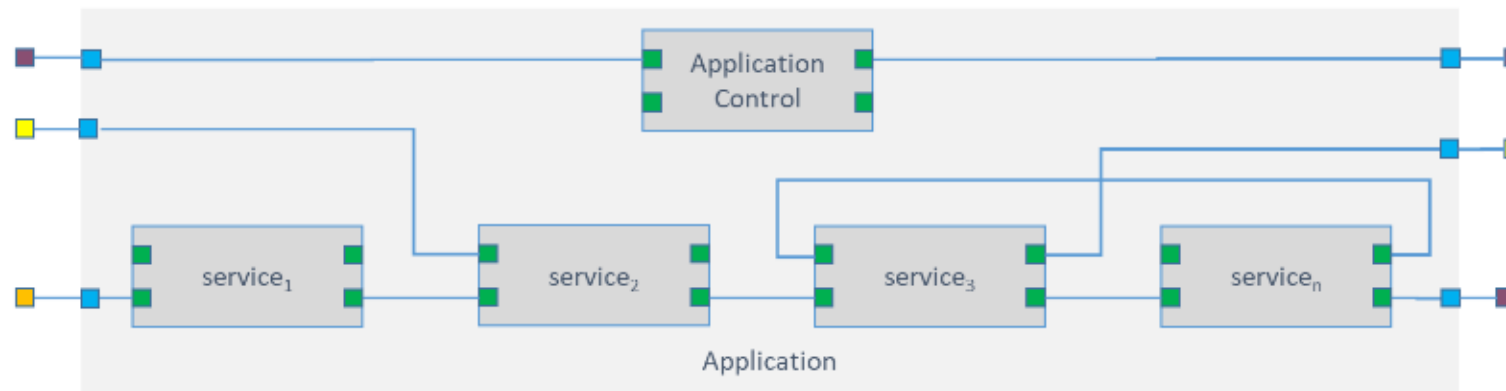 Application
Control
service₁
service₂
service₃
serviceₙ
Application